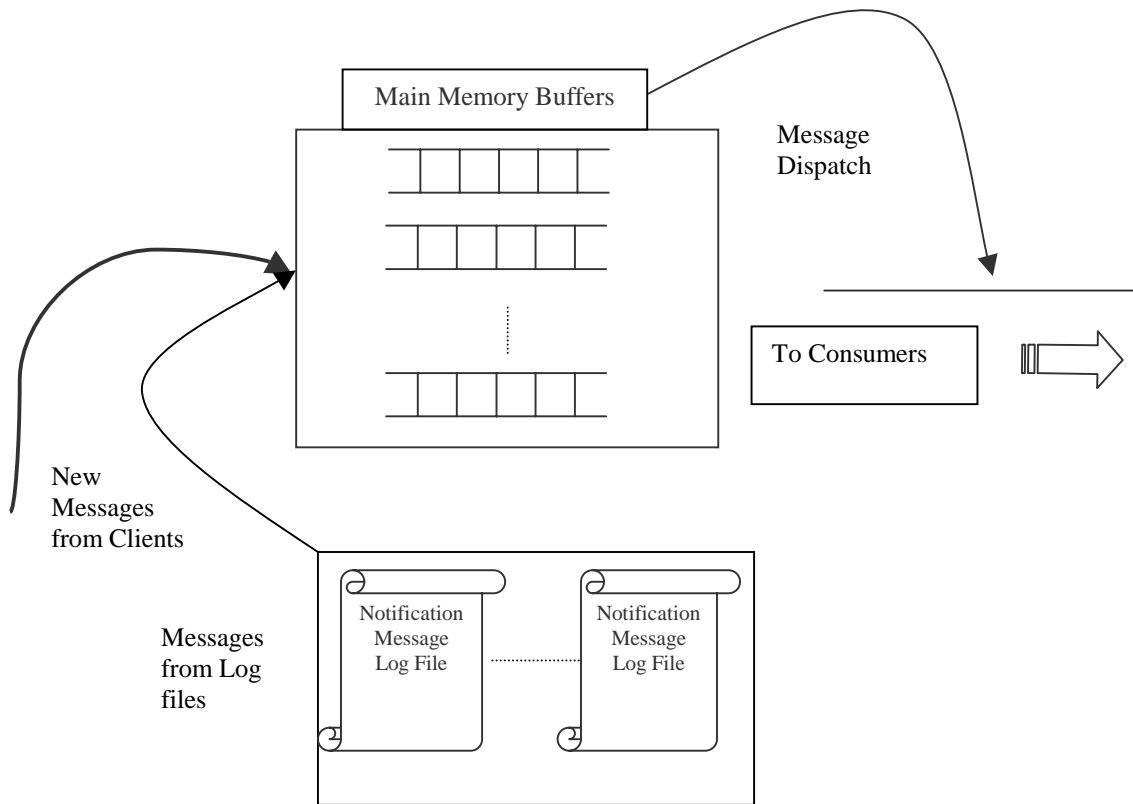 Main Memory Buffers
Message
Dispatch
To Consumers
New
Messages
from Clients
Messages
from Log
files
Notification
Message
Log File
Notification
Message
Log File